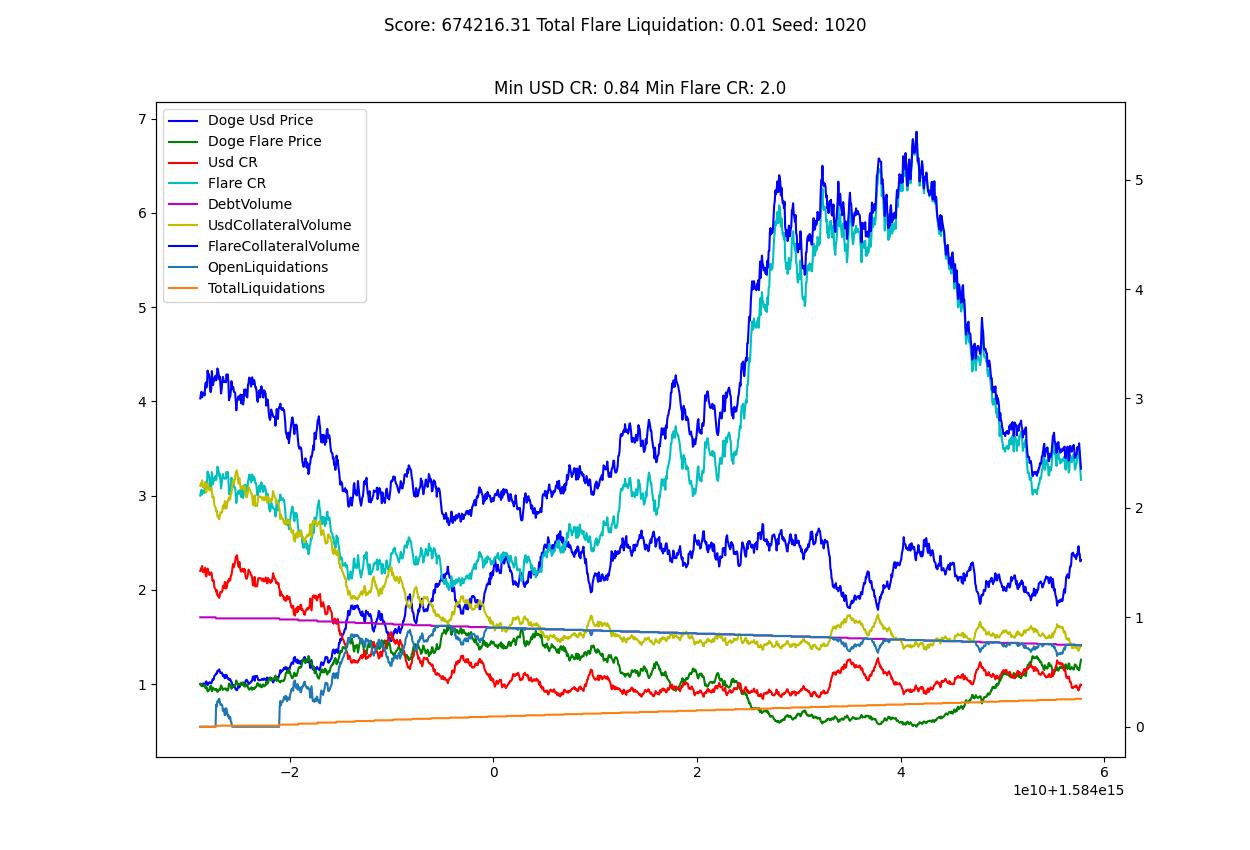 Score: 674216.31 Total Flare Liquidation: 0.01 Seed: 1020
Min USD CR: 0.84 Min Flare CR: 2.0
Doge Usd Price
Doge Flare Price
Usd CR
Flare CR
DebtVolume
UsdCollateralVolume
FlareCollateralVolume
OpenLiquidations
TotalLiquidations
7
6
5
4
3
2
1
5
4
3
2
1
0
−2
0
2
4
6
1e10+1.584e15